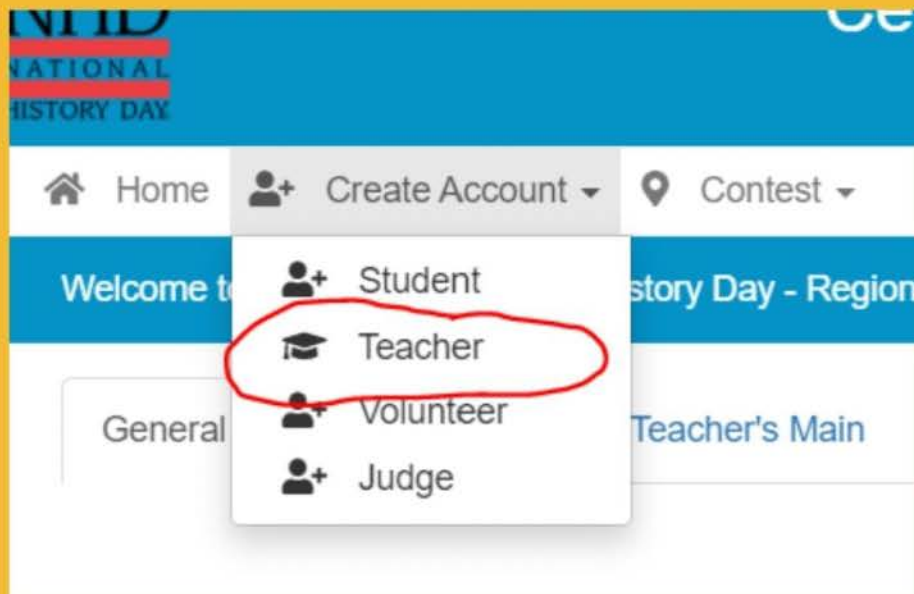 NHD
NATIONAL
HISTORY DAY
Ce
Home Create Account Contest
Welcome t story Day - Region
Student
Teacher
Volunteer
Judge
General Teacher's Main